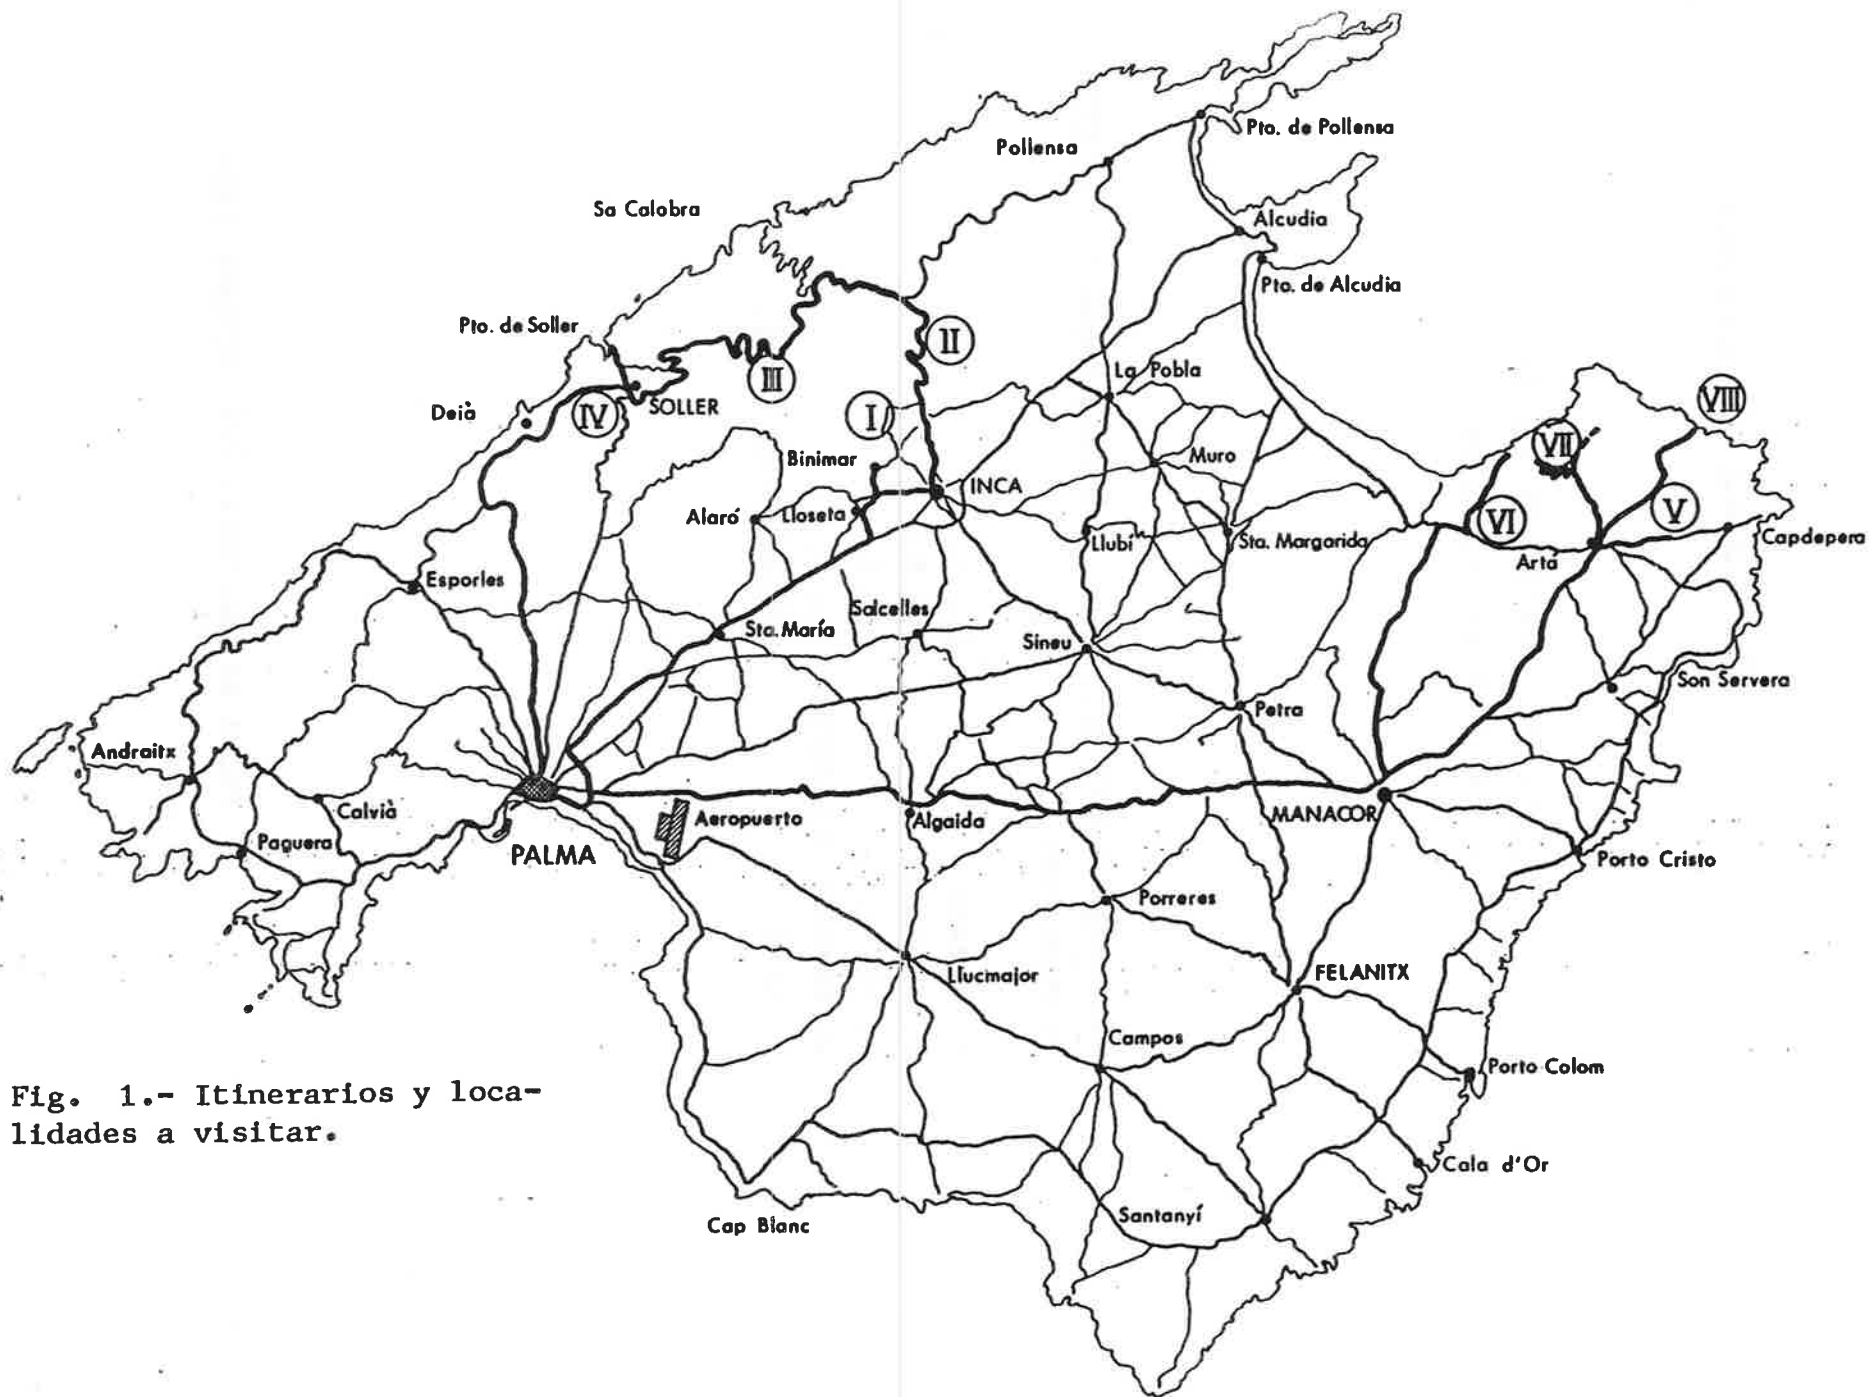 Pto. de Pollensa
Pollensa
Sa Calobra
Alcudia
Pto. de Alcudia
Pto. de Soller
II
III
La Pobla
VIII
SOLLER
IV
Deià
I
VII
Binimar
Muro
INCA
Alaró
Lloseta
VI
V
Llubí
Sta. Margarida
Capdepera
Artá
Esporles
Salcelles
Sta. María
Sineu
Son Servera
Petra
Andraitx
Calvià
Aeropuerto
Algaida
MANACOR
Paguera
PALMA
Porto Cristo
Porreres
Llucmajor
FELANITX
Campos
Porto Colom
Fig. 1.- Itinerarios y loca-
lidades a visitar.
Cala d'Or
Santanyí
Cap Blanc